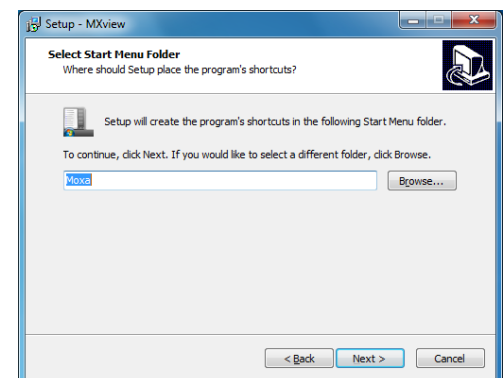 Setup - MXview
Select Start Menu Folder
Where should Setup place the program's shortcuts?
Setup will create the program's shortcuts in the following Start Menu folder.
To continue, click Next. If you would like to select a different folder, click Browse.
Moxa
Browse...
< Back
Next >
Cancel